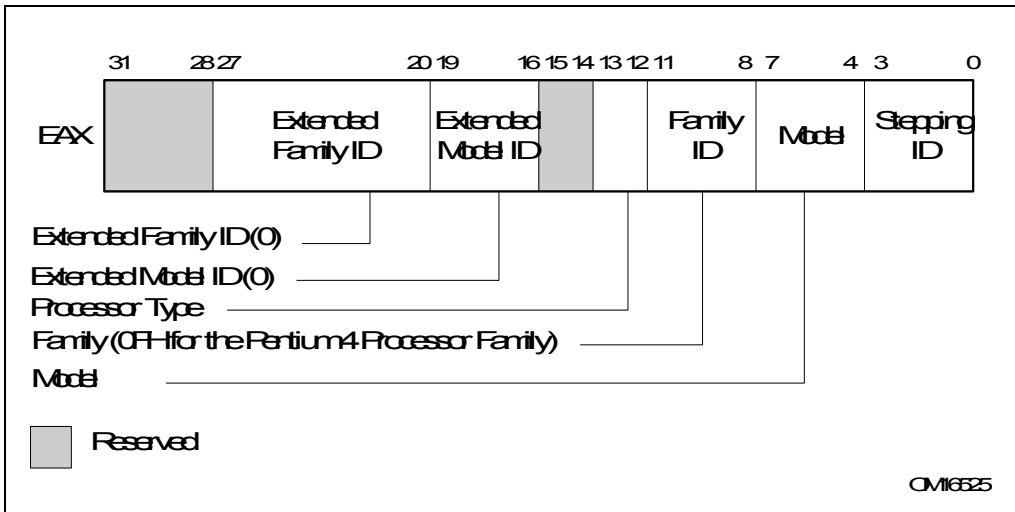 31 28 27 20 19 16 15 14 13 12 11 8 7 4 3 0
EAX
Extended
Family ID
Extended
Model ID
Family
ID
Model
Stepping
ID
Extended Family ID (0)
Extended Model ID (0)
Processor Type
Family (0FH for the Pentium 4 Processor Family)
Model
Reserved
OM16525